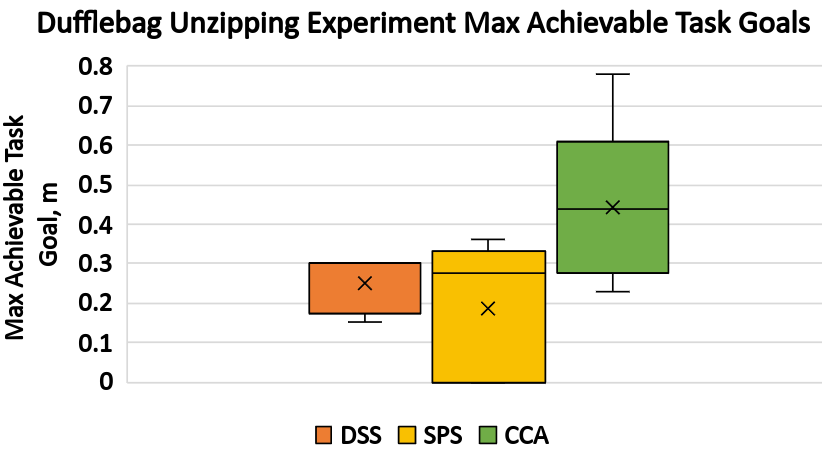 Dufflebag Unzipping Experiment Max Achievable Task Goals
Max Achievable Task
Goal, m
0.8
0.7
0.6
0.5
0.4
0.3
0.2
0.1
0
DSS SPS CCA